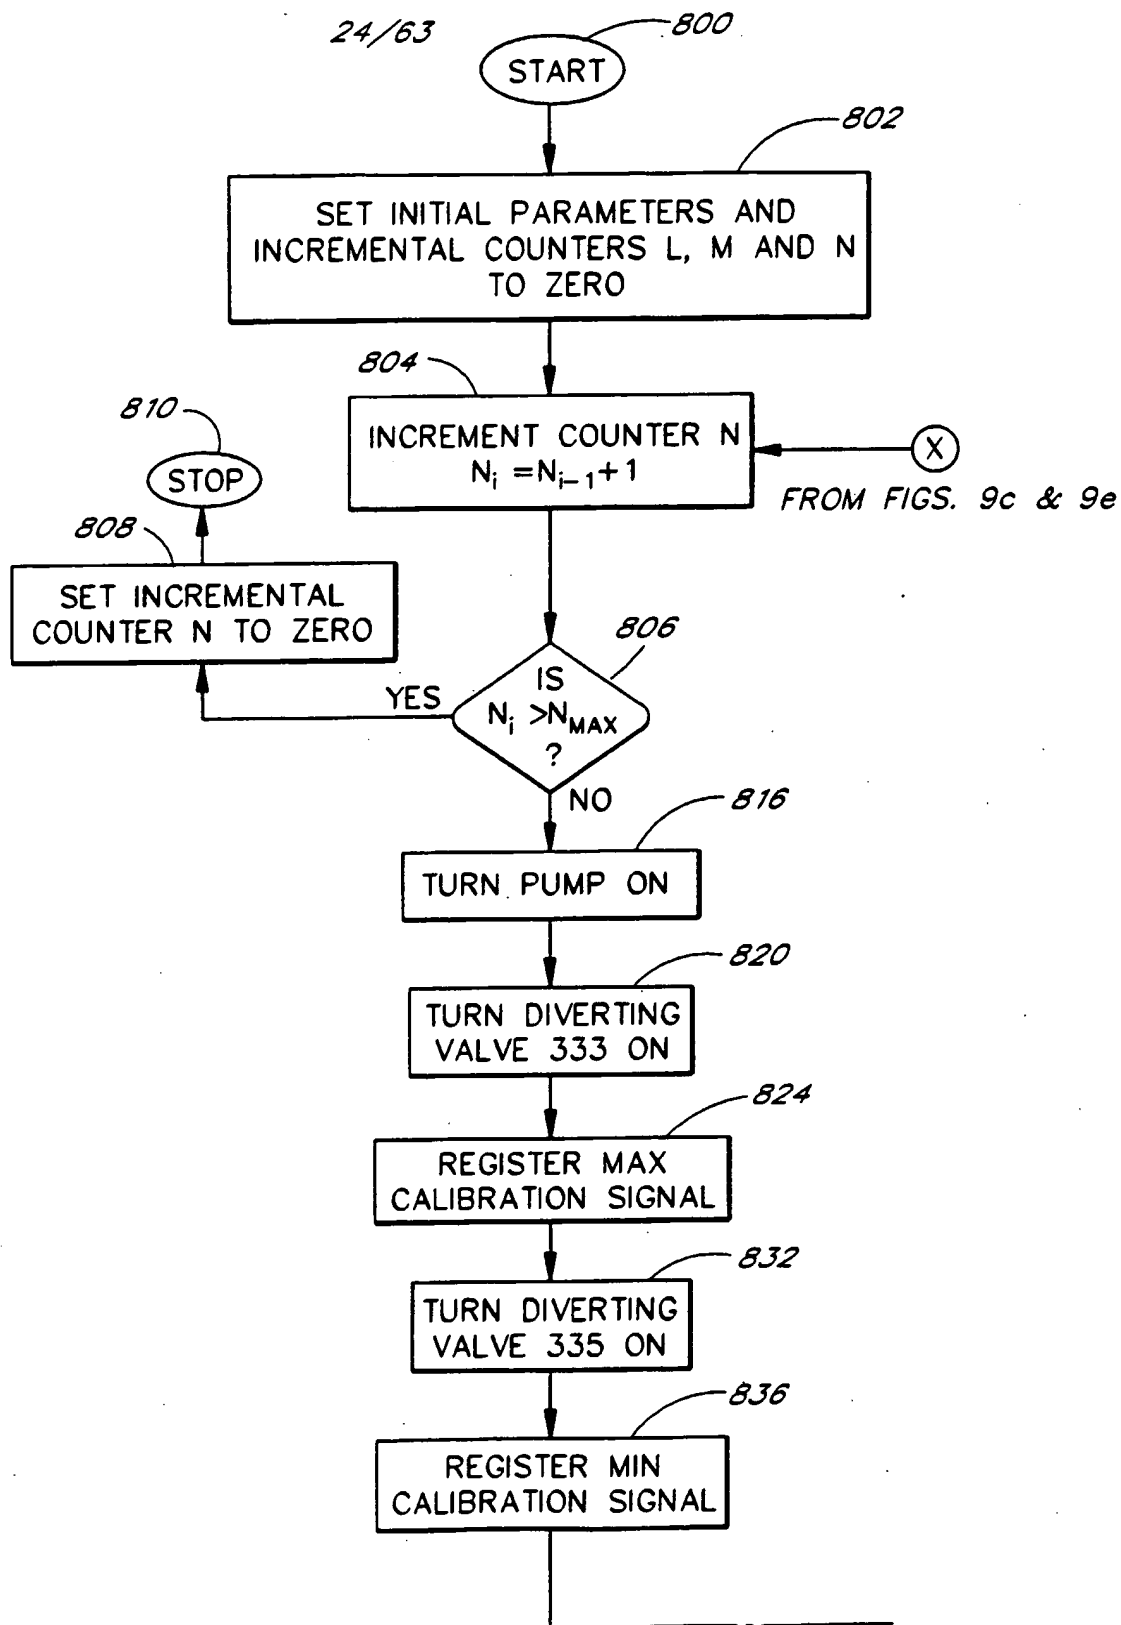 24/63
800
START
802
SET INITIAL PARAMETERS AND
INCREMENTAL COUNTERS L, M AND N
TO ZERO
804
INCREMENT COUNTER N
Ni = Ni-1 + 1
X
FROM FIGS. 9c & 9e
810
STOP
808
SET INCREMENTAL
COUNTER N TO ZERO
806
IS
Ni >NMAX
?
YES
NO
816
TURN PUMP ON
820
TURN DIVERTING
VALVE 333 ON
824
REGISTER MAX
CALIBRATION SIGNAL
832
TURN DIVERTING
VALVE 335 ON
836
REGISTER MIN
CALIBRATION SIGNAL